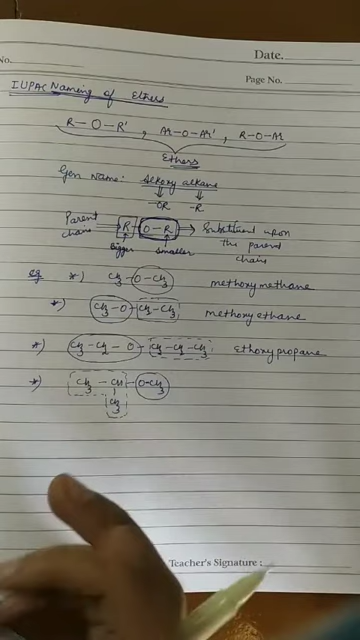 Date.
No.
Page No.
IUPAC Naming of Ethers
R-O-R' , Ar-O-Ar' , R-O-Ar
Ethers
Gen Name: Alkoxy alkane
-OR -R
Parent chain R O-R Substituent upon the parent chain
Bigger smaller
eg *) CH3-O-CH3 methoxymethane
*) CH3-O-CH2-CH3 methoxyethane
*) CH3-CH2-O-CH2-CH2-CH3 Ethoxypropane
*) CH3-CH-O-CH3
CH3
Teacher's Signature :